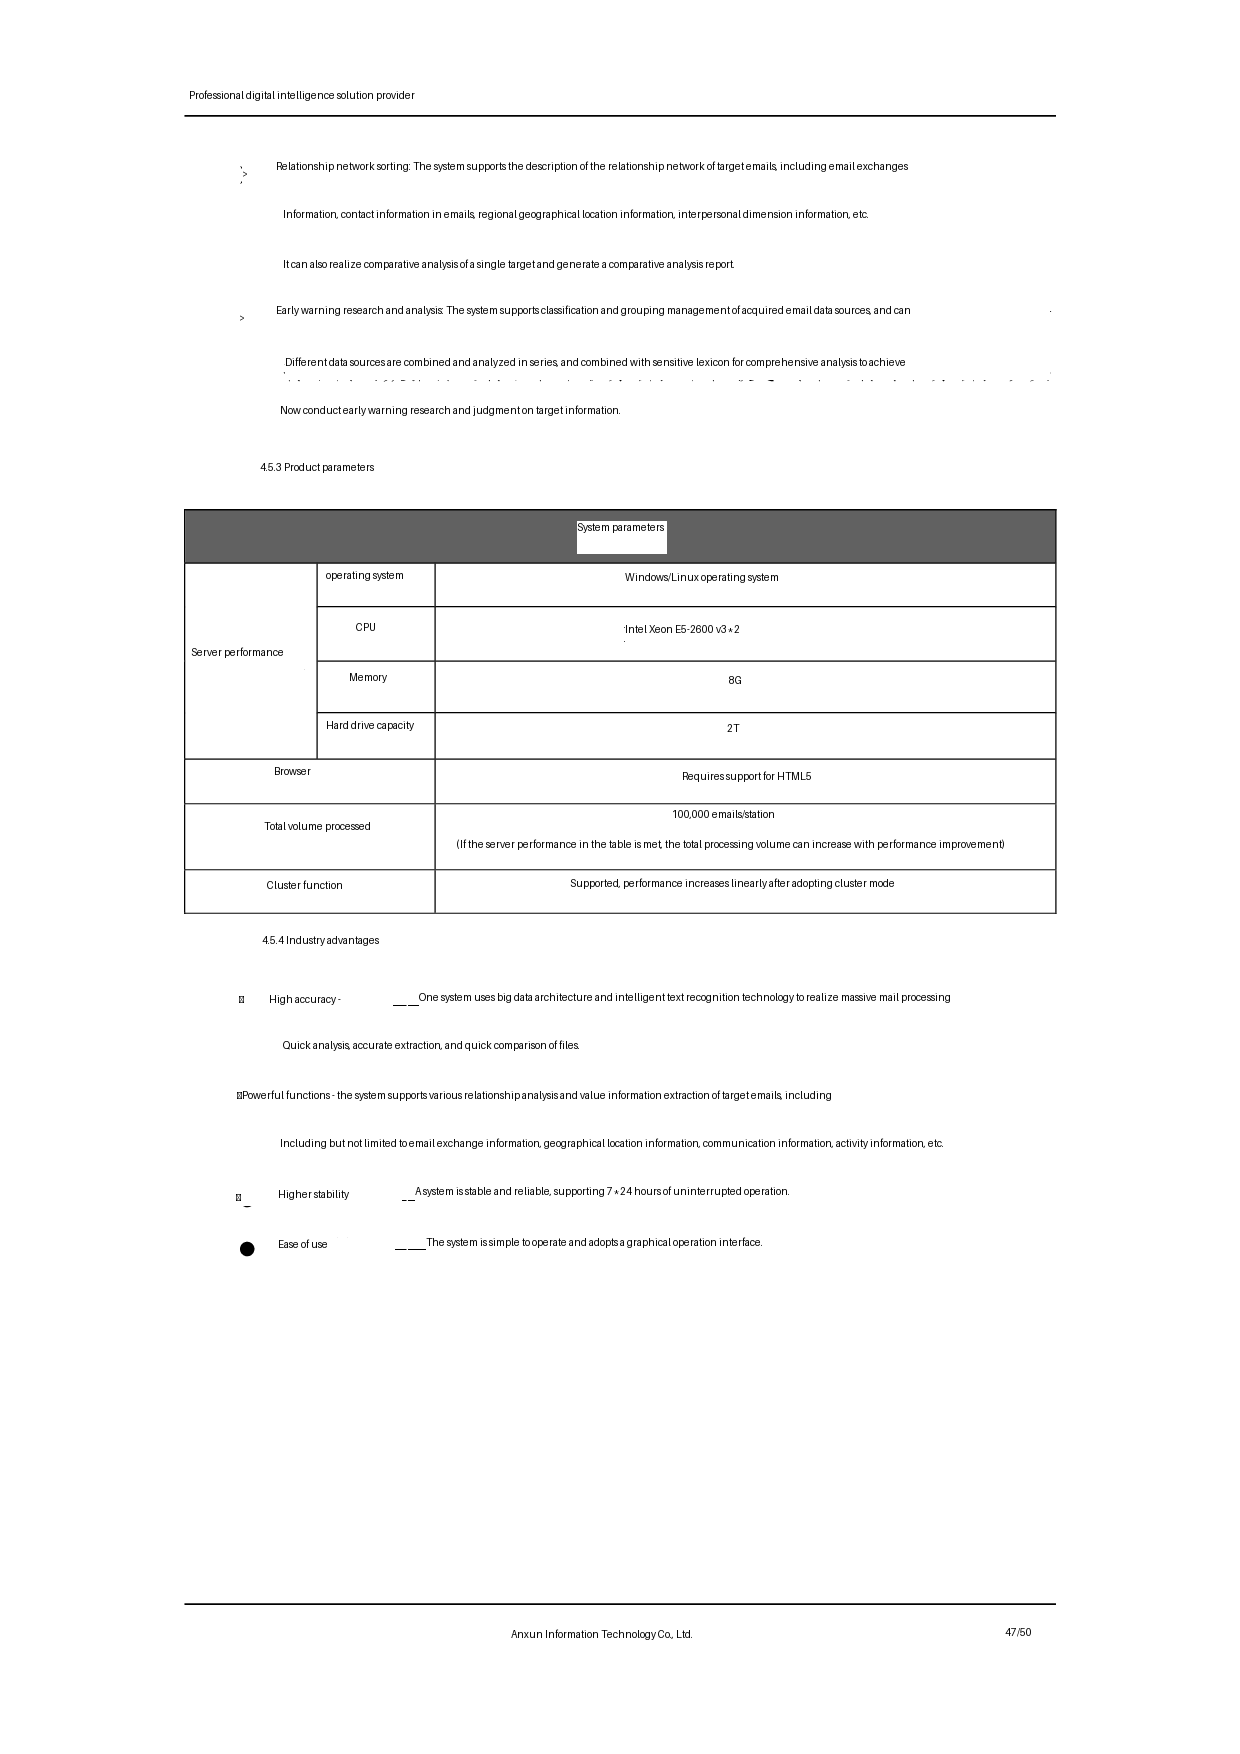 Professional digital intelligence solution provider
> Relationship network sorting: The system supports the description of the relationship network of target emails, including email exchanges
Information, contact information in emails, regional geographical location information, interpersonal dimension information, etc.
It can also realize comparative analysis of a single target and generate a comparative analysis report.
> Early warning research and analysis: The system supports classification and grouping management of acquired email data sources, and can
Different data sources are combined and analyzed in series, and combined with sensitive lexicon for comprehensive analysis to achieve
Now conduct early warning research and judgment on target information.
4.5.3 Product parameters
System parameters
operating system Windows/Linux operating system
CPU Intel Xeon E5-2600 v3*2
Server performance
Memory 8G
Hard drive capacity 2T
Browser Requires support for HTML5
100,000 emails/station
Total volume processed
(If the server performance in the table is met, the total processing volume can increase with performance improvement)
Cluster function Supported, performance increases linearly after adopting cluster mode
4.5.4 Industry advantages
High accuracy - __ __One system uses big data architecture and intelligent text recognition technology to realize massive mail processing
Quick analysis, accurate extraction, and quick comparison of files.
Powerful functions - the system supports various relationship analysis and value information extraction of target emails, including
Including but not limited to email exchange information, geographical location information, communication information, activity information, etc.
Higher stability __A system is stable and reliable, supporting 7*24 hours of uninterrupted operation.
● Ease of use __ ___The system is simple to operate and adopts a graphical operation interface.
Anxun Information Technology Co., Ltd. 47/50